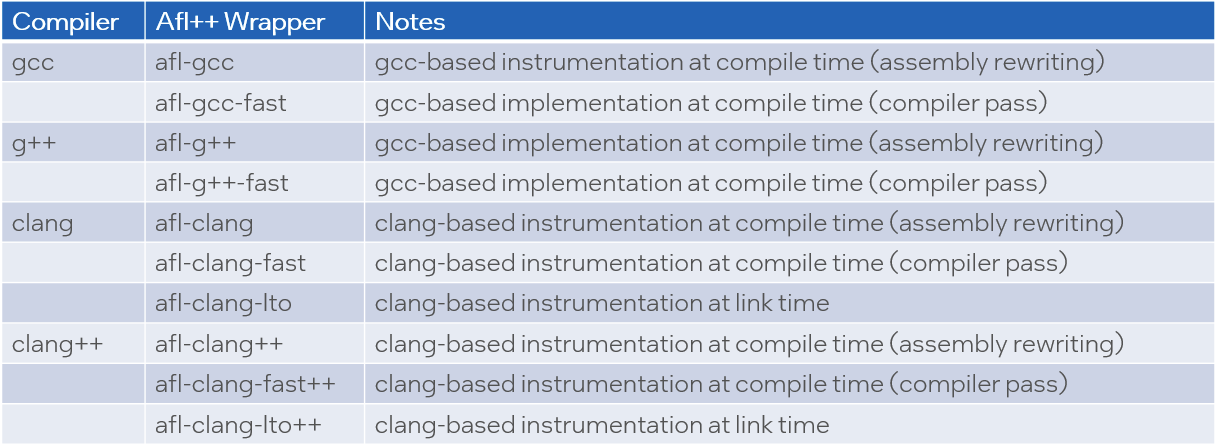 Compiler Afl++ Wrapper Notes
gcc afl-gcc gcc-based instrumentation at compile time (assembly rewriting)
afl-gcc-fast gcc-based implementation at compile time (compiler pass)
g++ afl-g++ gcc-based implementation at compile time (assembly rewriting)
afl-g++-fast gcc-based implementation at compile time (compiler pass)
clang afl-clang clang-based instrumentation at compile time (assembly rewriting)
afl-clang-fast clang-based instrumentation at compile time (compiler pass)
afl-clang-lto clang-based instrumentation at link time
clang++ afl-clang++ clang-based instrumentation at compile time (assembly rewriting)
afl-clang-fast++ clang-based instrumentation at compile time (compiler pass)
afl-clang-lto++ clang-based instrumentation at link time